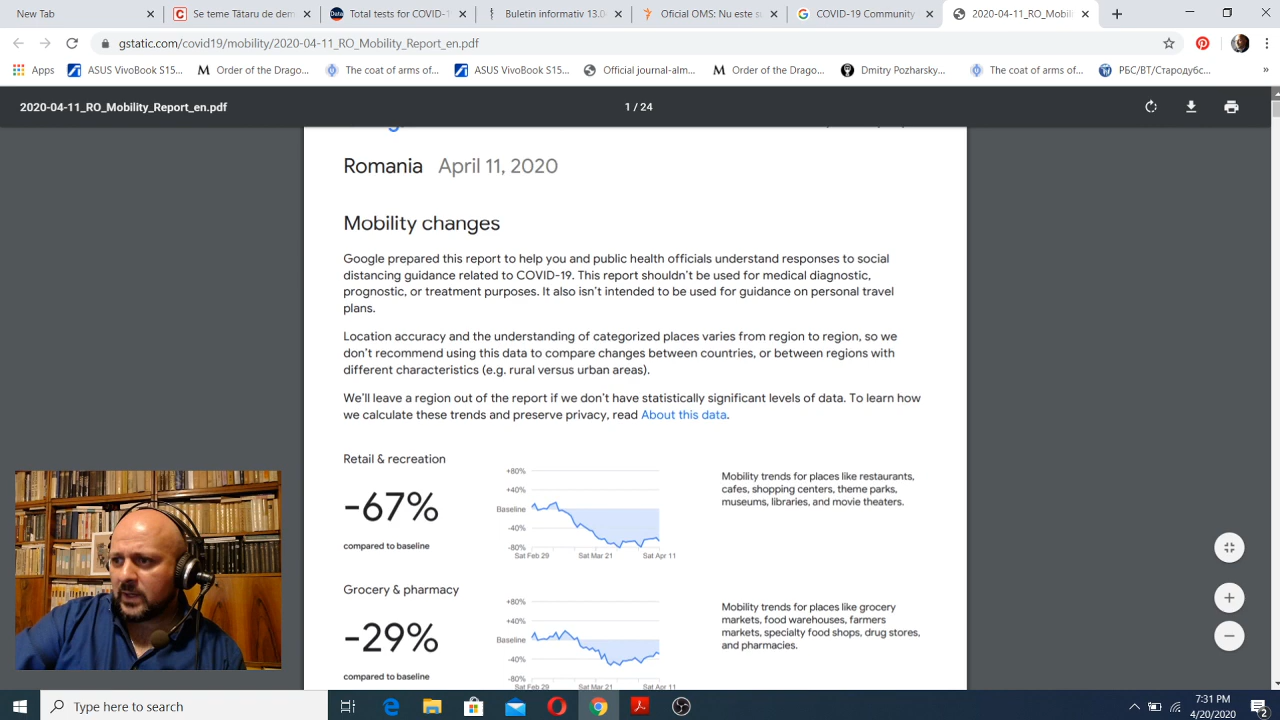 New Tab
Se teme Tătaru de dem
Total tests for COVID-1
Buletin informativ 13.0
Oficial OMS: Nu este su
COVID-19 Community
2020-04-11_RO_Mobili
gstatic.com/covid19/mobility/2020-04-11_RO_Mobility_Report_en.pdf
Apps
ASUS VivoBook S15...
Order of the Drago...
The coat of arms of...
ASUS VivoBook S15...
Official journal-alm...
Order of the Drago...
Dmitry Pozharsky...
The coat of arms of...
РБС/ВТ/Стародубс...
»
2020-04-11_RO_Mobility_Report_en.pdf
1 / 24
Romania April 11, 2020
Mobility changes
Google prepared this report to help you and public health officials understand responses to social
distancing guidance related to COVID-19. This report shouldn't be used for medical diagnostic,
prognostic, or treatment purposes. It also isn't intended to be used for guidance on personal travel
plans.
Location accuracy and the understanding of categorized places varies from region to region, so we
don't recommend using this data to compare changes between countries, or between regions with
different characteristics (e.g. rural versus urban areas).
We'll leave a region out of the report if we don't have statistically significant levels of data. To learn how
we calculate these trends and preserve privacy, read About this data.
Retail & recreation
-67%
compared to baseline
+80%
+40%
Baseline
-40%
-80%
Sat Feb 29 Sat Mar 21 Sat Apr 11
Mobility trends for places like restaurants,
cafes, shopping centers, theme parks,
museums, libraries, and movie theaters.
Grocery & pharmacy
-29%
compared to baseline
+80%
+40%
Baseline
-40%
-80%
Sat Feb 29 Sat Mar 21 Sat Apr 11
Mobility trends for places like grocery
markets, food warehouses, farmers
markets, specialty food shops, drug stores,
and pharmacies.
Type here to search
7:31 PM
4/20/2020
2